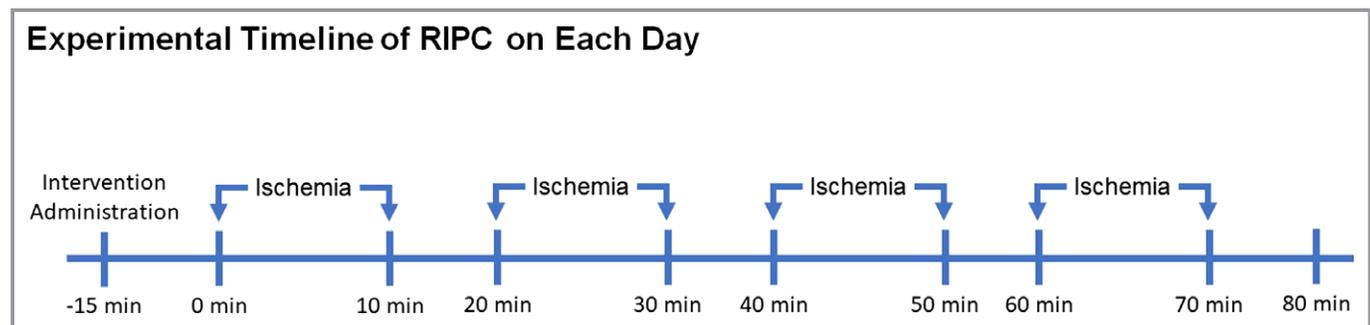 Experimental Timeline of RIPC on Each Day
Intervention
Administration
Ischemia
Ischemia
Ischemia
Ischemia
-15 min
0 min
10 min
20 min
30 min
40 min
50 min
60 min
70 min
80 min